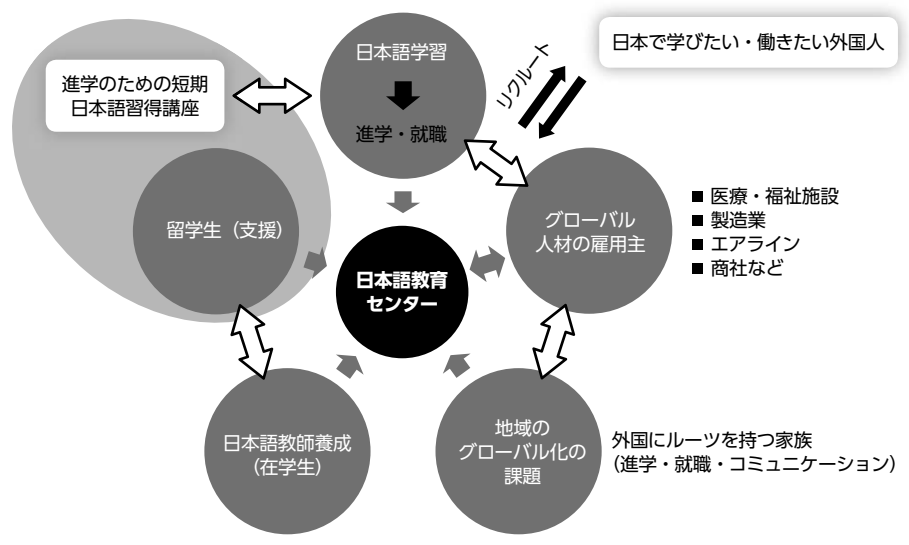 日本語学習
進学・就職
リクルート
日本で学びたい・働きたい外国人
進学のための短期
日本語習得講座
留学生（支援）
グローバル
人材の雇用主
■ 医療・福祉施設
■ 製造業
■ エアライン
■ 商社など
日本語教育
センター
日本語教師養成
（在学生）
地域の
グローバル化の
課題
外国にルーツを持つ家族
（進学・就職・コミュニケーション）